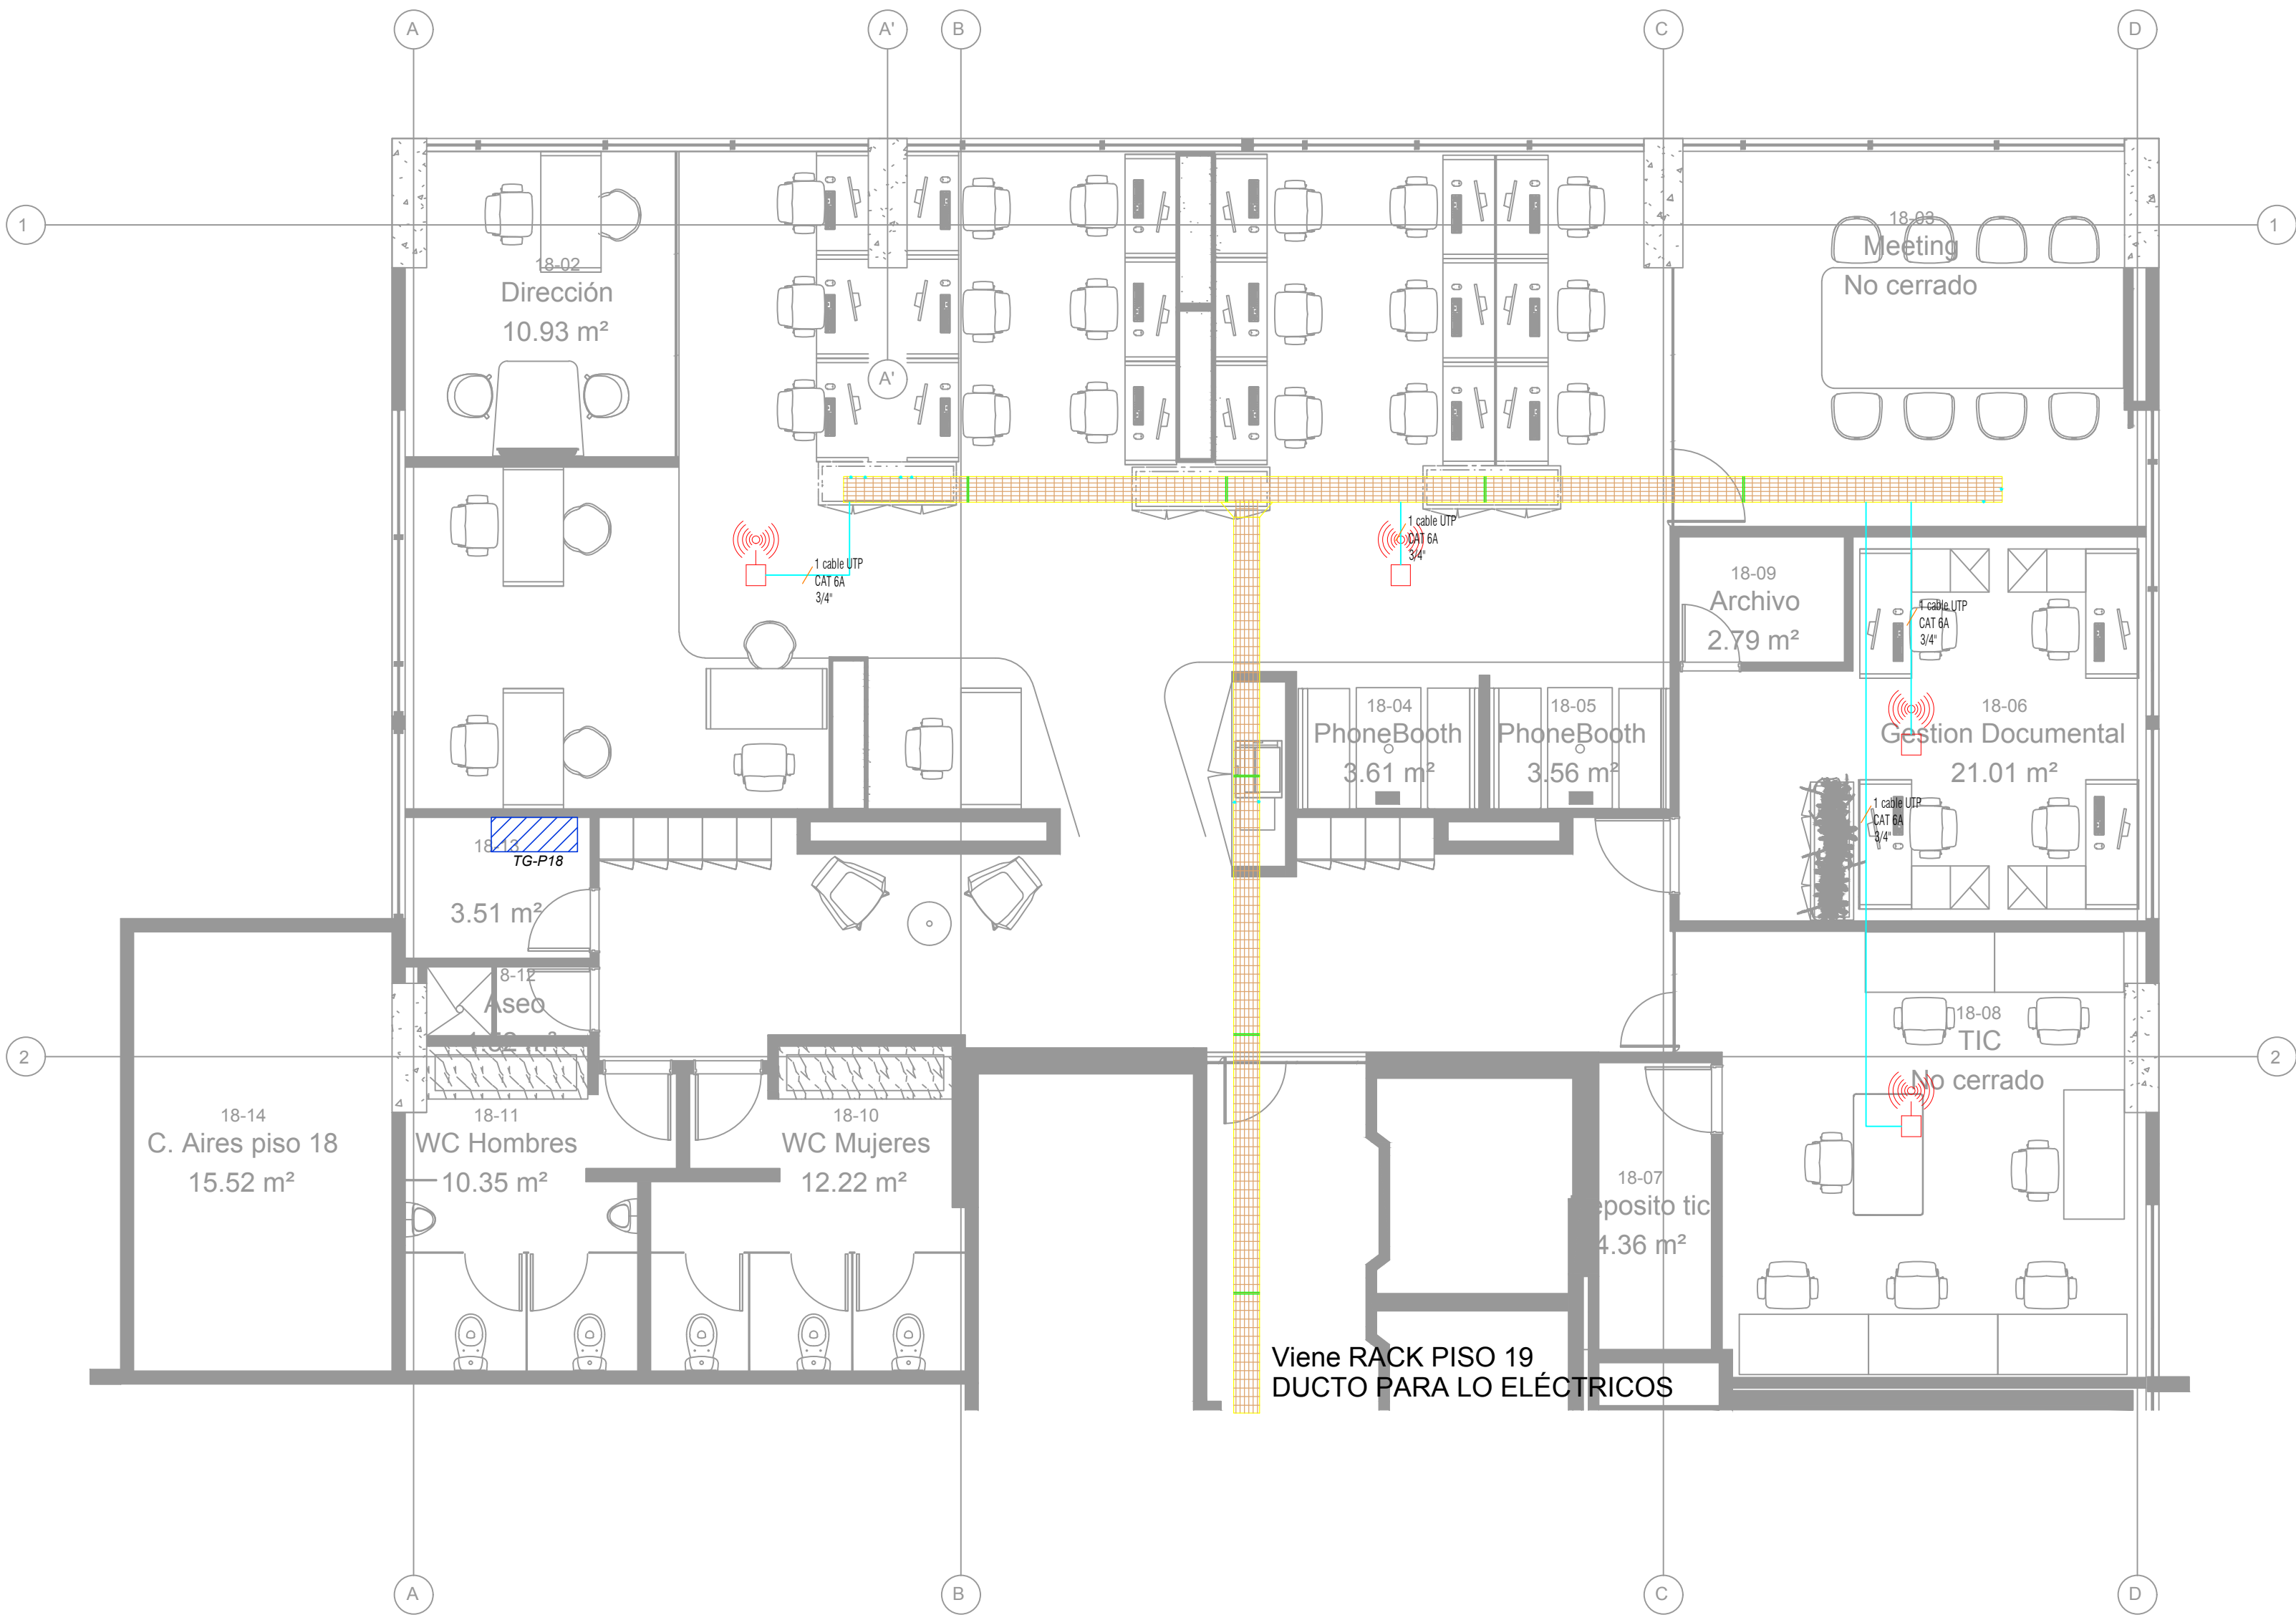 A
A'
B
C
D
1
1
18-02
Dirección
10.93 m²
18-03
Meeting
No cerrado
A'
1 cable UTP
CAT 6A
3/4"
1 cable UTP
CAT 6A
3/4"
18-09
Archivo
2.79 m²
1 cable UTP
CAT 6A
3/4"
18-04
PhoneBooth
3.61 m²
18-05
PhoneBooth
3.56 m²
18-06
Gestion Documental
21.01 m²
1 cable UTP
CAT 6A
3/4"
18-13
TG-P18
3.51 m²
8-12
Aseo
18-08
TIC
No cerrado
2
2
18-14
C. Aires piso 18
15.52 m²
18-11
WC Hombres
10.35 m²
18-10
WC Mujeres
12.22 m²
18-07
eposito tic
4.36 m²
Viene RACK PISO 19
DUCTO PARA LO ELÉCTRICOS
A
B
C
D